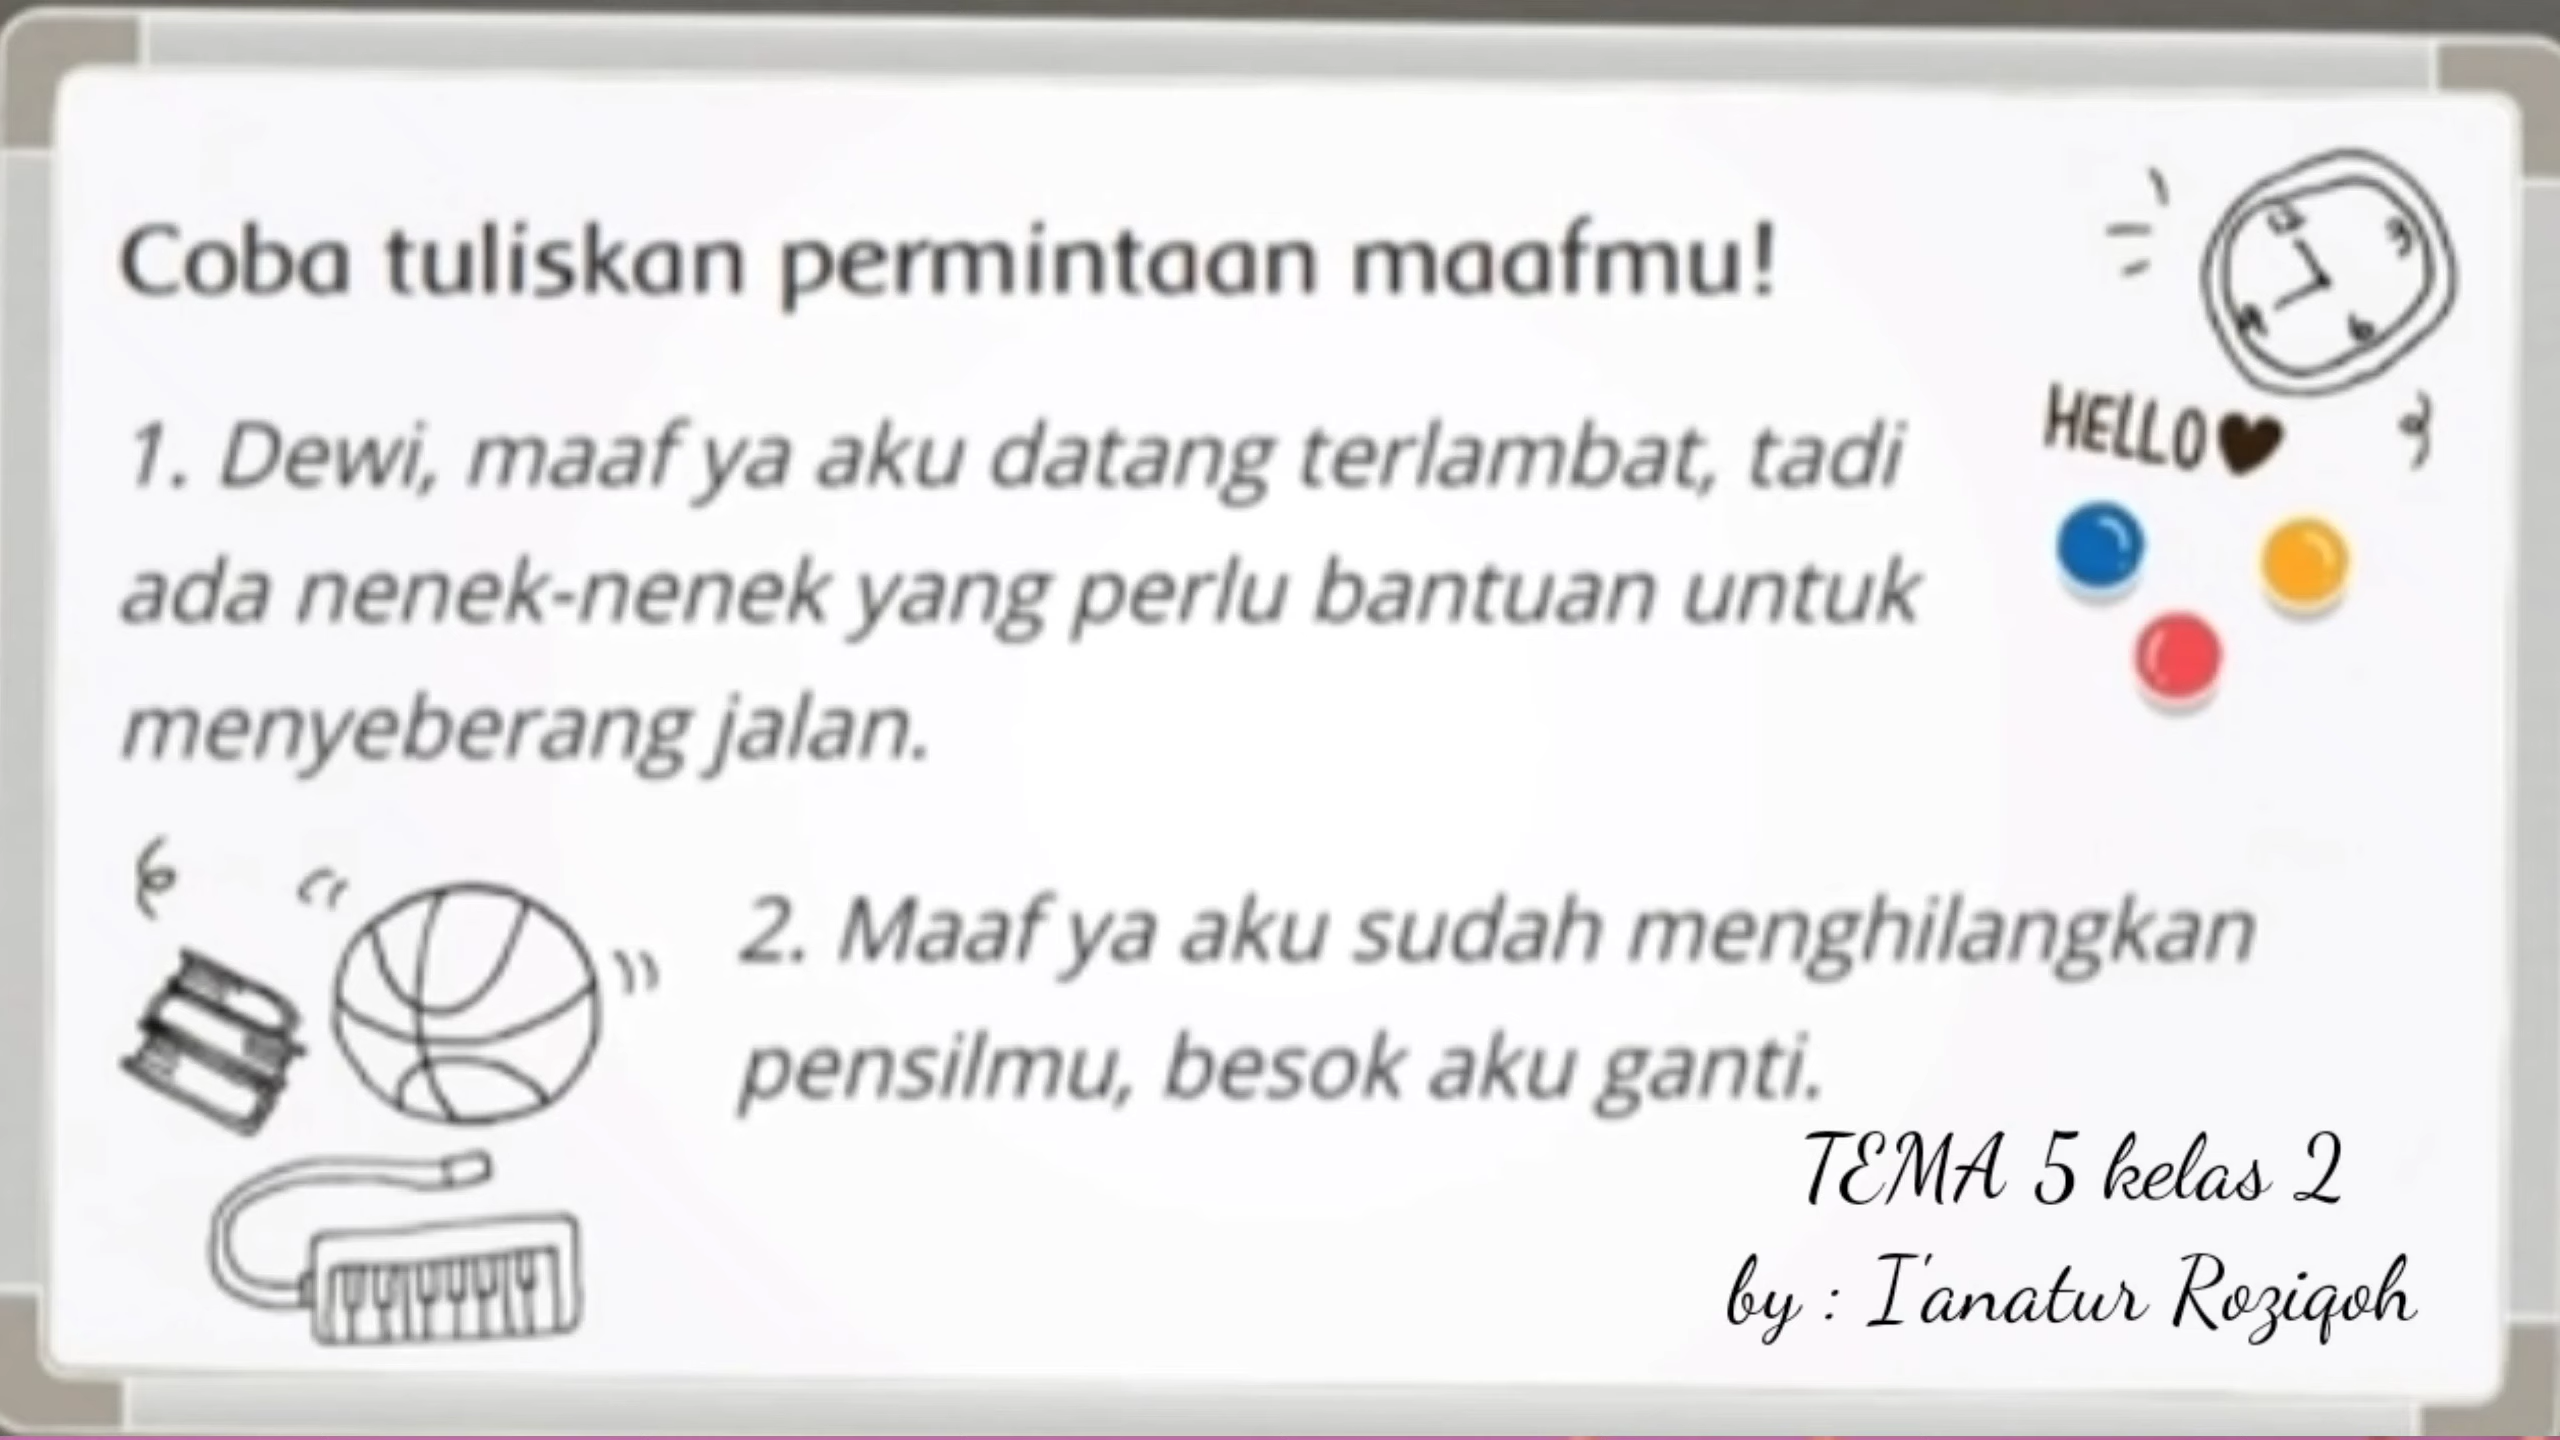 Coba tuliskan permintaan maafmu!
1. Dewi, maaf ya aku datang terlambat, tadi
ada nenek-nenek yang perlu bantuan untuk
menyeberang jalan.
HELLO
2. Maaf ya aku sudah menghilangkan
pensilmu, besok aku ganti.
TEMA 5 kelas 2
by : I'anatur Roziqoh